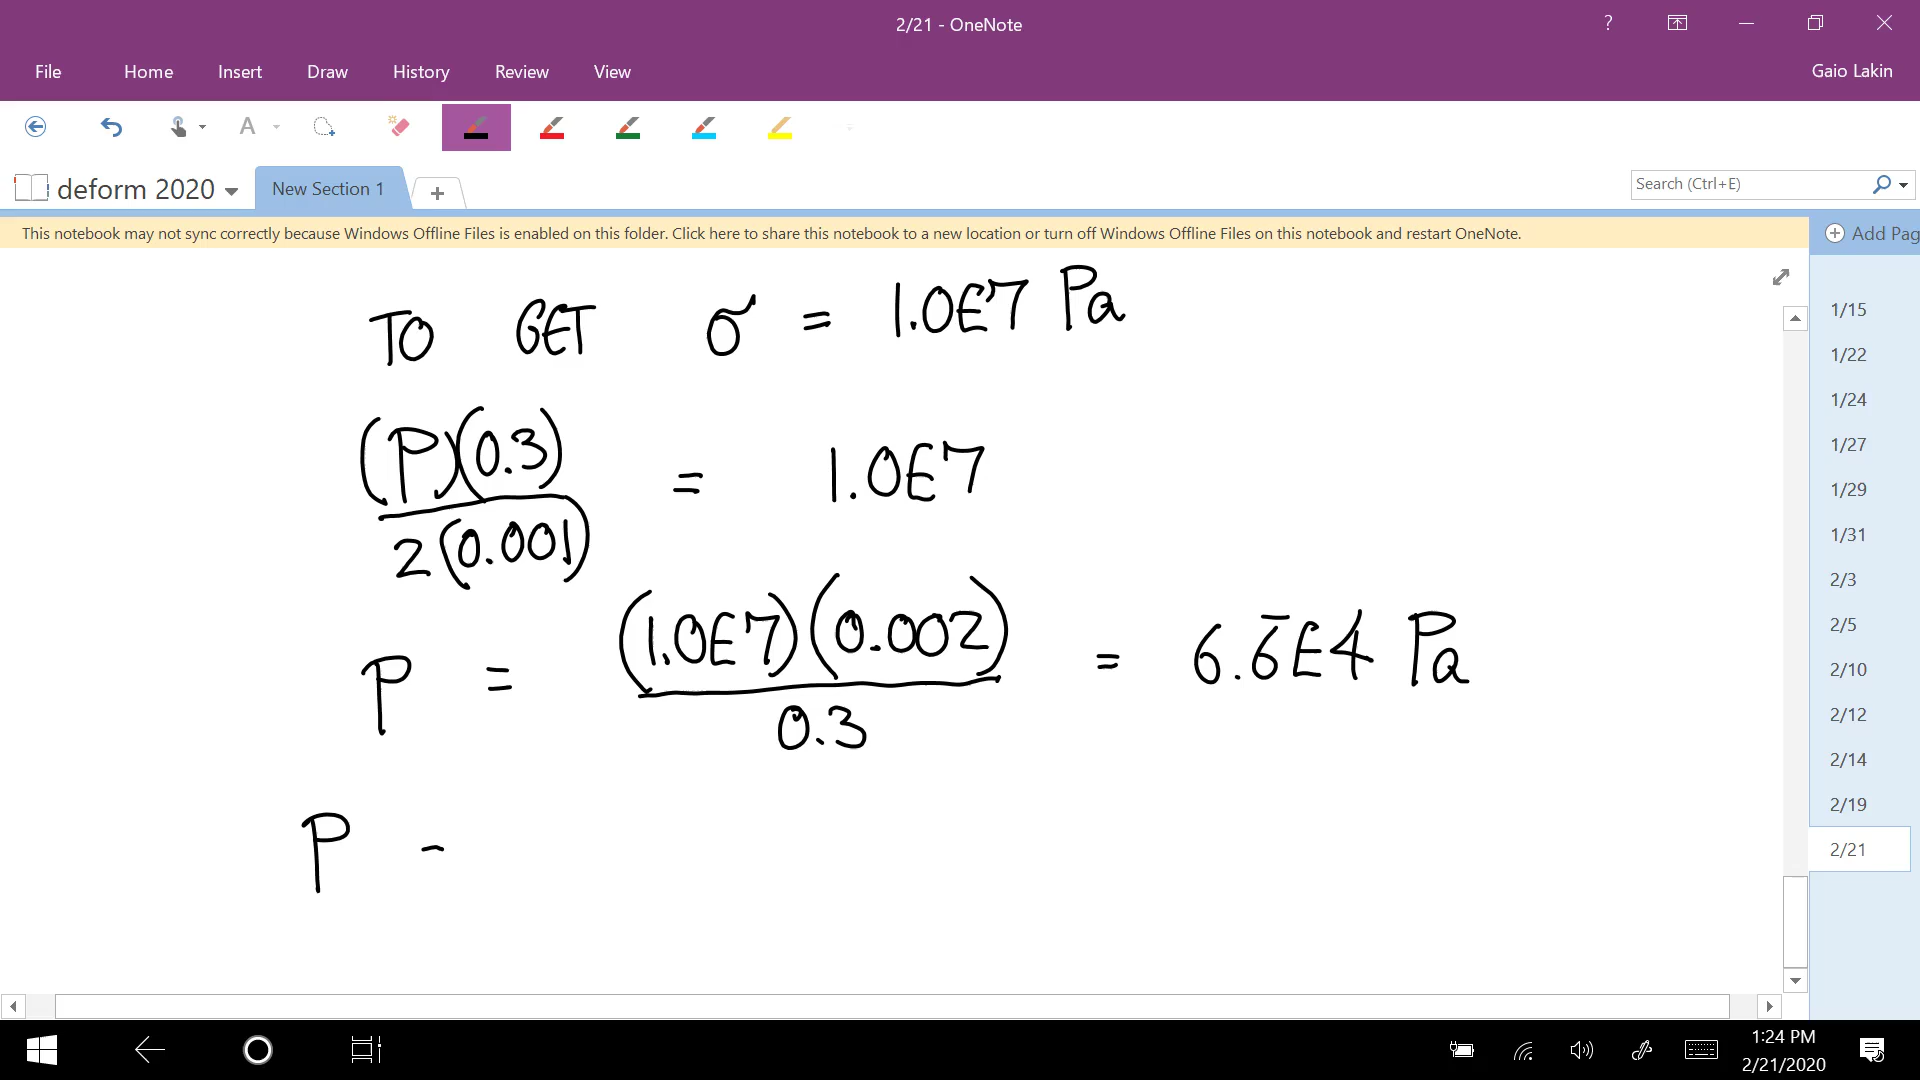 2/21 - OneNote
?
File Home Insert Draw History Review View
Gaio Lakin
A
deform 2020
New Section 1
+
Search (Ctrl+E)
This notebook may not sync correctly because Windows Offline Files is enabled on this folder. Click here to share this notebook to a new location or turn off Windows Offline Files on this notebook and restart OneNote.
Add Pag
TO GET σ = 1.0E7 Pa
(P)(0.3) / 2(0.001) = 1.0E7
P = (1.0E7)(0.002) / 0.3 = 6.6̄E4 Pa
P -
1/15
1/22
1/24
1/27
1/29
1/31
2/3
2/5
2/10
2/12
2/14
2/19
2/21
1:24 PM
2/21/2020